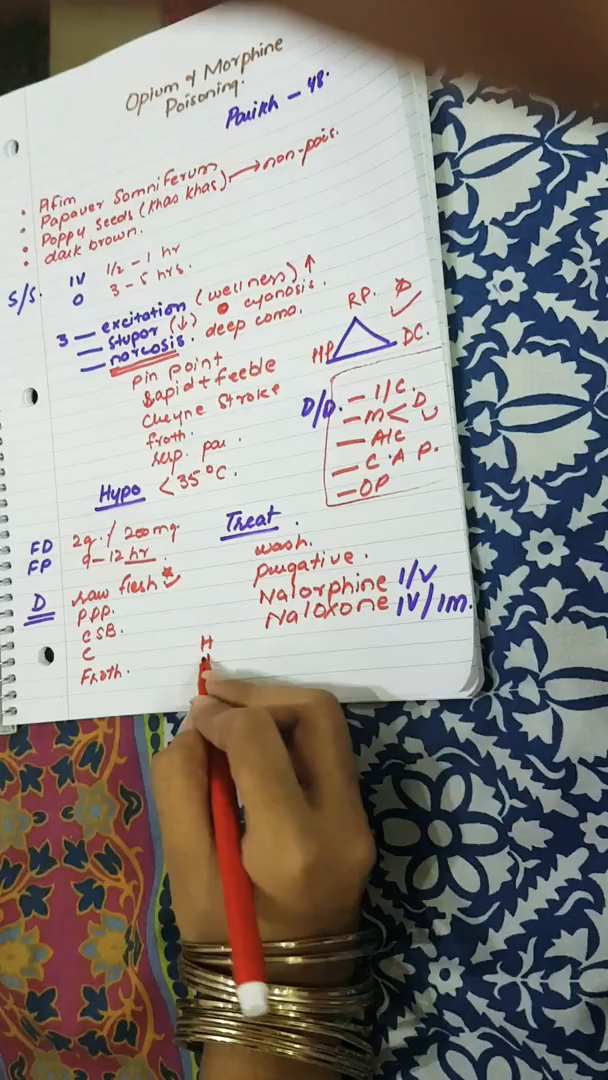 Opium & Morphine
Poisoning.
Parikh - 48.
• Afim
• Papaver Somniferum
• Poppy seeds (Khas Khas) → non-pois.
• dark brown.
S/S. IV 1/2 - 1 hr
O 3 - 5 hrs.
3 — excitation (wellness) ↑
— stupor (↓) cyanosis.
— narcosis. deep coma.
RP.
HP DC.
pin point
Rapid + feeble
Cheyne Stroke
froth.
resp. par.
Hypo < 35°C.
D/D. — I/C.
— M < D
— A/C
— C. A P.
— OP
FD 2g. / 200mg.
FP 9-12 hr.
D raw flesh
PPP.
CSB.
C
Froth.
Treat.
wash.
purgative.
Nalorphine I/V
Naloxone IV/IM.
H